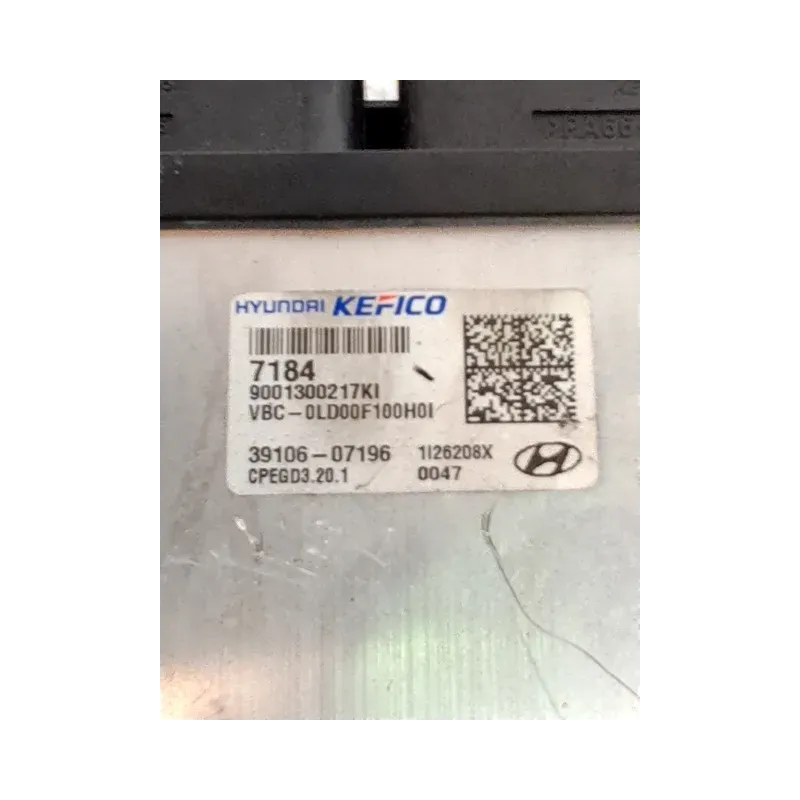 HYUNDAI KEFICO
7184
9001300217KI
VBC-0LD00F100H0I
39106-07196 1I26208X
CPEGD3.20.1 0047